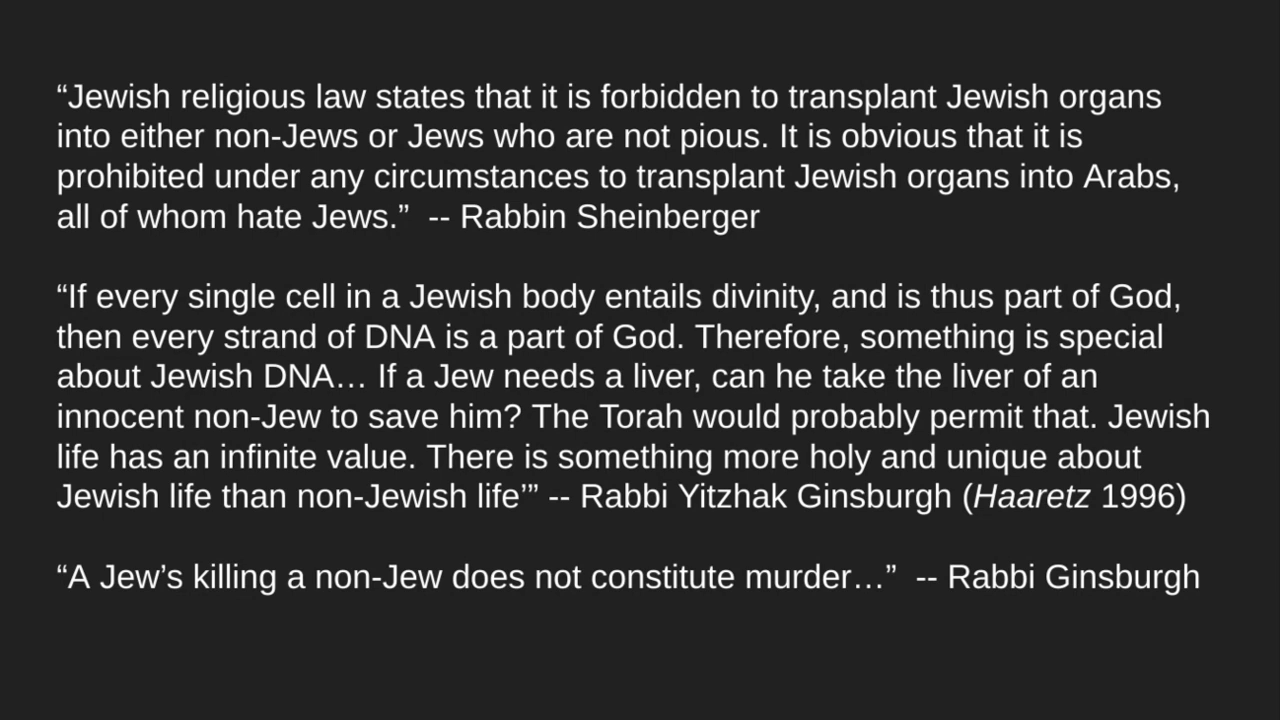 “Jewish religious law states that it is forbidden to transplant Jewish organs
into either non-Jews or Jews who are not pious. It is obvious that it is
prohibited under any circumstances to transplant Jewish organs into Arabs,
all of whom hate Jews.”  -- Rabbin Sheinberger
“If every single cell in a Jewish body entails divinity, and is thus part of God,
then every strand of DNA is a part of God. Therefore, something is special
about Jewish DNA… If a Jew needs a liver, can he take the liver of an
innocent non-Jew to save him? The Torah would probably permit that. Jewish
life has an infinite value. There is something more holy and unique about
Jewish life than non-Jewish life’” -- Rabbi Yitzhak Ginsburgh (Haaretz 1996)
“A Jew’s killing a non-Jew does not constitute murder…”  -- Rabbi Ginsburgh